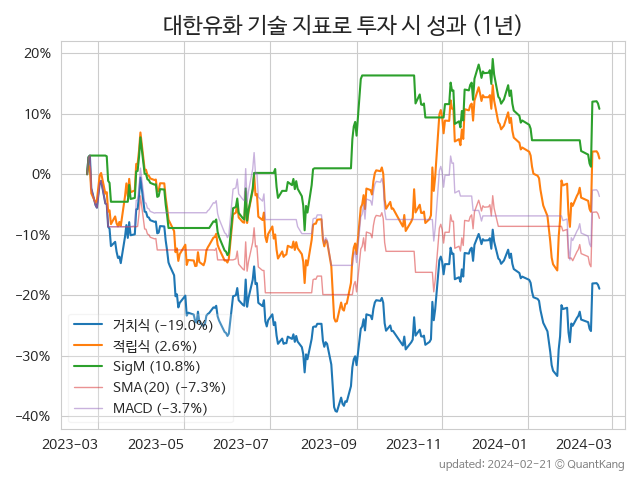 대한유화 기술 지표로 투자 시 성과 (1년)
20%
10%
0%
−10%
−20%
−30%
−40%
거치식 (−19.0%)
적립식 (2.6%)
SigM (10.8%)
SMA(20) (−7.3%)
MACD (−3.7%)
2023-03 2023-05 2023-07 2023-09 2023-11 2024-01 2024-03
updated: 2024-02-21 © QuantKang